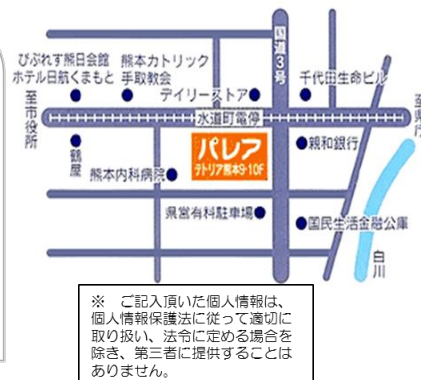 国道3号
びぷれす熊日会館
ホテル日航くまもと
熊本カトリック
手取教会
デイリーストア
千代田生命ビル
至市役所
水道町電停
至県庁
鶴屋
パレア
テトリア熊本9・10F
親和銀行
熊本内科病院
県営有料駐車場
国民生活金融公庫
白川
※ ご記入頂いた個人情報は、
個人情報保護法に従って適切に
取り扱い、法令に定める場合を
除き、第三者に提供することは
ありません。